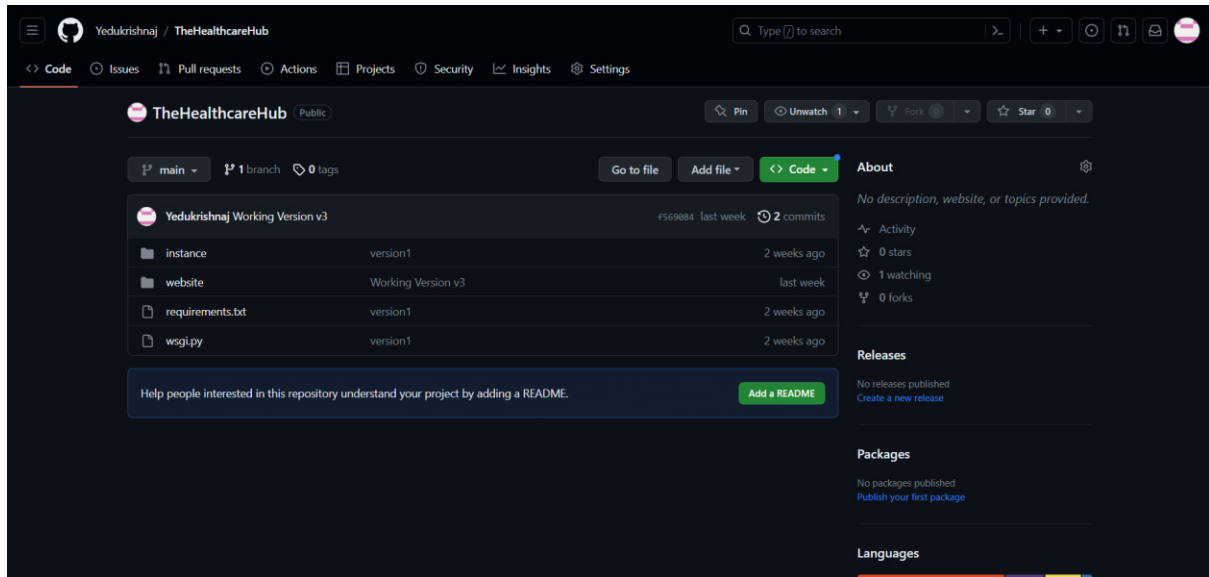 Yedukrishnaj / TheHealthcareHub
Type / to search
Code Issues Pull requests Actions Projects Security Insights Settings
TheHealthcareHub Public
Pin Unwatch 1 Fork 0 Star 0
main 1 branch 0 tags Go to file Add file Code
Yedukrishnaj Working Version v3 f569084 last week 2 commits
instance version1 2 weeks ago
website Working Version v3 last week
requirements.txt version1 2 weeks ago
wsgi.py version1 2 weeks ago
Help people interested in this repository understand your project by adding a README. Add a README
About
No description, website, or topics provided.
Activity
0 stars
1 watching
0 forks
Releases
No releases published
Create a new release
Packages
No packages published
Publish your first package
Languages